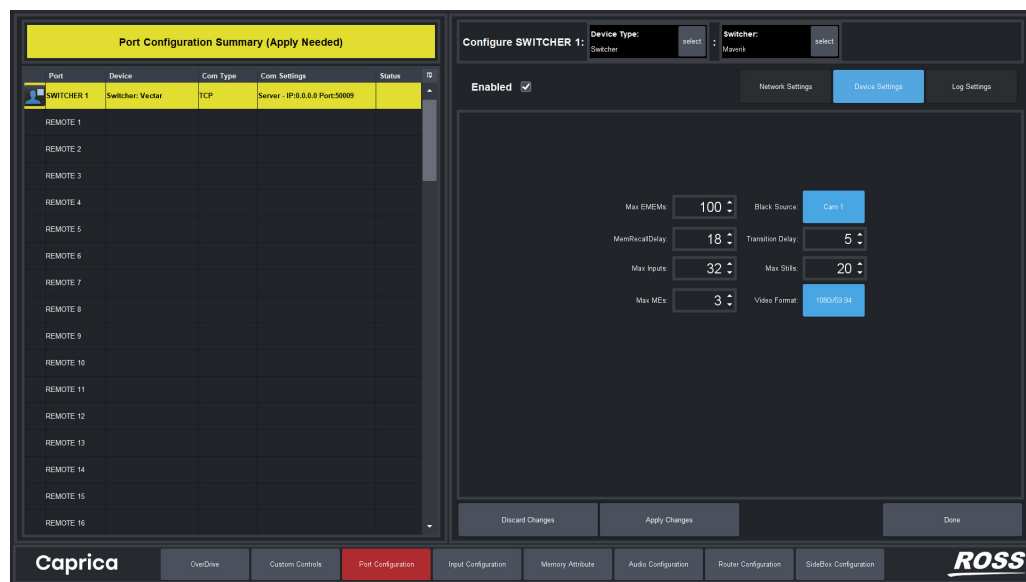 Port Configuration Summary (Apply Needed)
Port Device Com Type Com Settings Status
SWITCHER 1 Switcher: Vectar TCP Server - IP:0.0.0.0 Port:50009
REMOTE 1
REMOTE 2
REMOTE 3
REMOTE 4
REMOTE 5
REMOTE 6
REMOTE 7
REMOTE 8
REMOTE 9
REMOTE 10
REMOTE 11
REMOTE 12
REMOTE 13
REMOTE 14
REMOTE 15
REMOTE 16
Configure SWITCHER 1: Device Type: select : Switcher: select
Switcher Maverik
Enabled Network Settings Device Settings Log Settings
Max EMEMs: 100 Black Source: Cam 1
MemRecallDelay: 18 Transition Delay: 5
Max Inputs: 32 Max Stills: 20
Max MEs: 3 Video Format: 1080i/59.94
Discard Changes Apply Changes Done
Caprica OverDrive Custom Controls Port Configuration Input Configuration Memory Attribute Audio Configuration Router Configuration SideBox Configuration ROSS